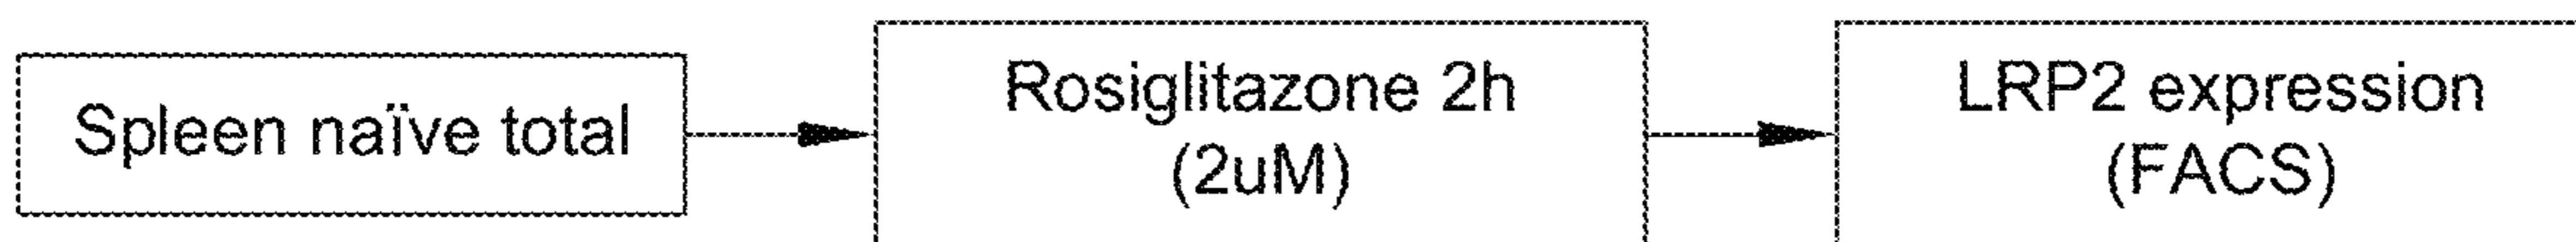 Spleen naïve total
Rosiglitazone 2h
(2uM)
LRP2 expression
(FACS)